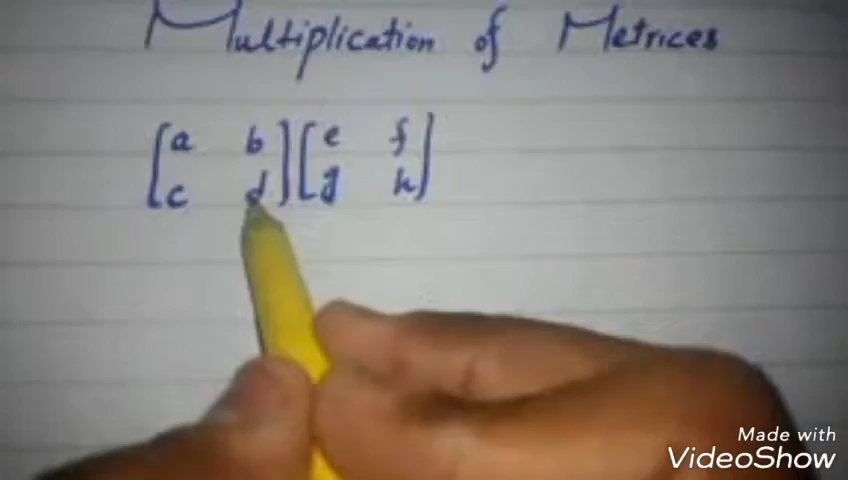 Multiplication of Metrices
[a b] [e f]
[c d] [g h]
Made with
VideoShow